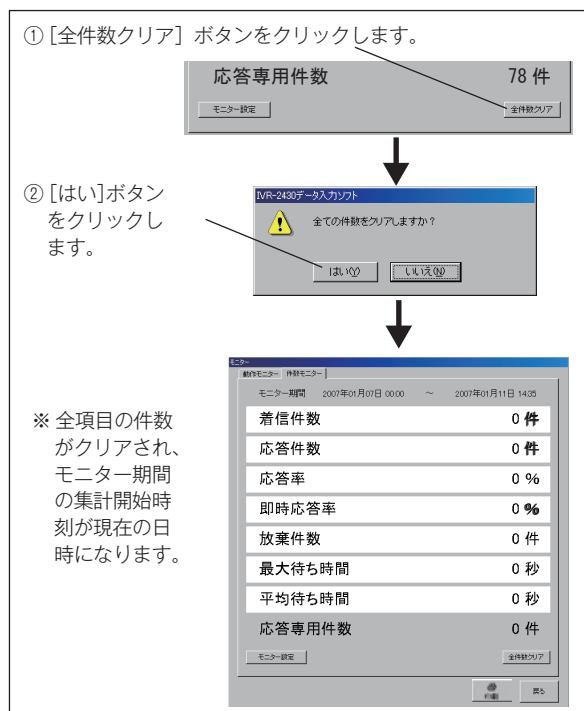 ① [全件数クリア] ボタンをクリックします。
応答専用件数 78 件
モニター設定 全件数クリア
② [はい]ボタン
をクリックし
ます。
IVR-2430データ入力ソフト
全ての件数をクリアしますか？
はい(Y) いいえ(N)
モニター
動作モニター 件数モニター
モニター期間 2007年01月07日 00:00 ～ 2007年01月11日 14:35
※ 全項目の件数
がクリアされ、
モニター期間
の集計開始時
刻が現在の日
時になります。
着信件数 0 件
応答件数 0 件
応答率 0 %
即時応答率 0 %
放棄件数 0 件
最大待ち時間 0 秒
平均待ち時間 0 秒
応答専用件数 0 件
モニター設定 全件数クリア
戻る